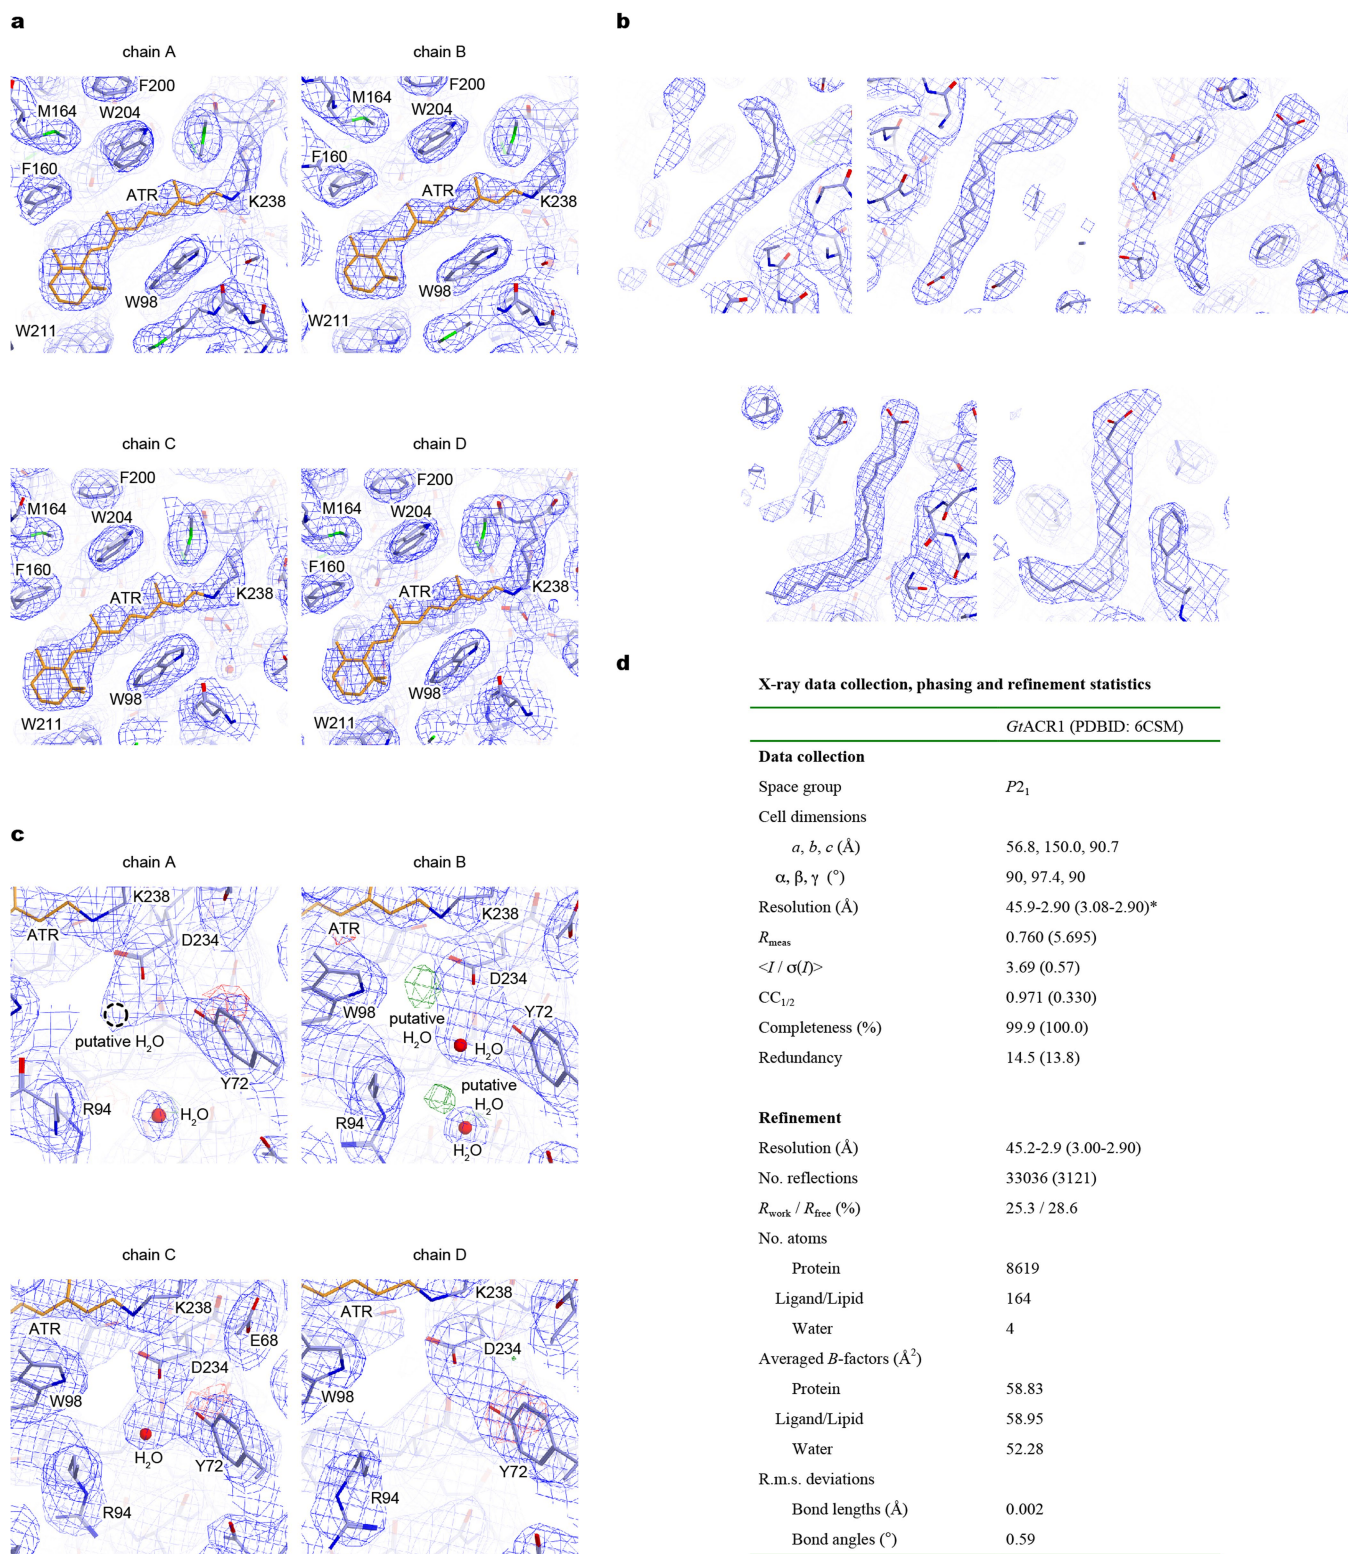 a
chain A
chain B
F200
M164
W204
F160
ATR
K238
W98
W211
F200
M164
W204
F160
ATR
K238
W98
W211
chain C
chain D
F200
M164
W204
F160
ATR
K238
W98
W211
F200
M164
W204
F160
ATR
K238
W98
W211
b
c
chain A
chain B
K238
ATR
D234
putative H2O
Y72
R94
H2O
K238
ATR
D234
W98
Y72
putative
H2O
H2O
putative
H2O
R94
H2O
chain C
chain D
K238
ATR
E68
D234
W98
H2O
Y72
R94
K238
ATR
D234
W98
Y72
R94
d
X-ray data collection, phasing and refinement statistics
GtACR1 (PDBID: 6CSM)
Data collection
Space group P21
Cell dimensions
a, b, c (Å) 56.8, 150.0, 90.7
α, β, γ (°) 90, 97.4, 90
Resolution (Å) 45.9-2.90 (3.08-2.90)*
Rmeas 0.760 (5.695)
<I / σ(I)> 3.69 (0.57)
CC1/2 0.971 (0.330)
Completeness (%) 99.9 (100.0)
Redundancy 14.5 (13.8)
Refinement
Resolution (Å) 45.2-2.9 (3.00-2.90)
No. reflections 33036 (3121)
Rwork / Rfree (%) 25.3 / 28.6
No. atoms
Protein 8619
Ligand/Lipid 164
Water 4
Averaged B-factors (Å²)
Protein 58.83
Ligand/Lipid 58.95
Water 52.28
R.m.s. deviations
Bond lengths (Å) 0.002
Bond angles (°) 0.59